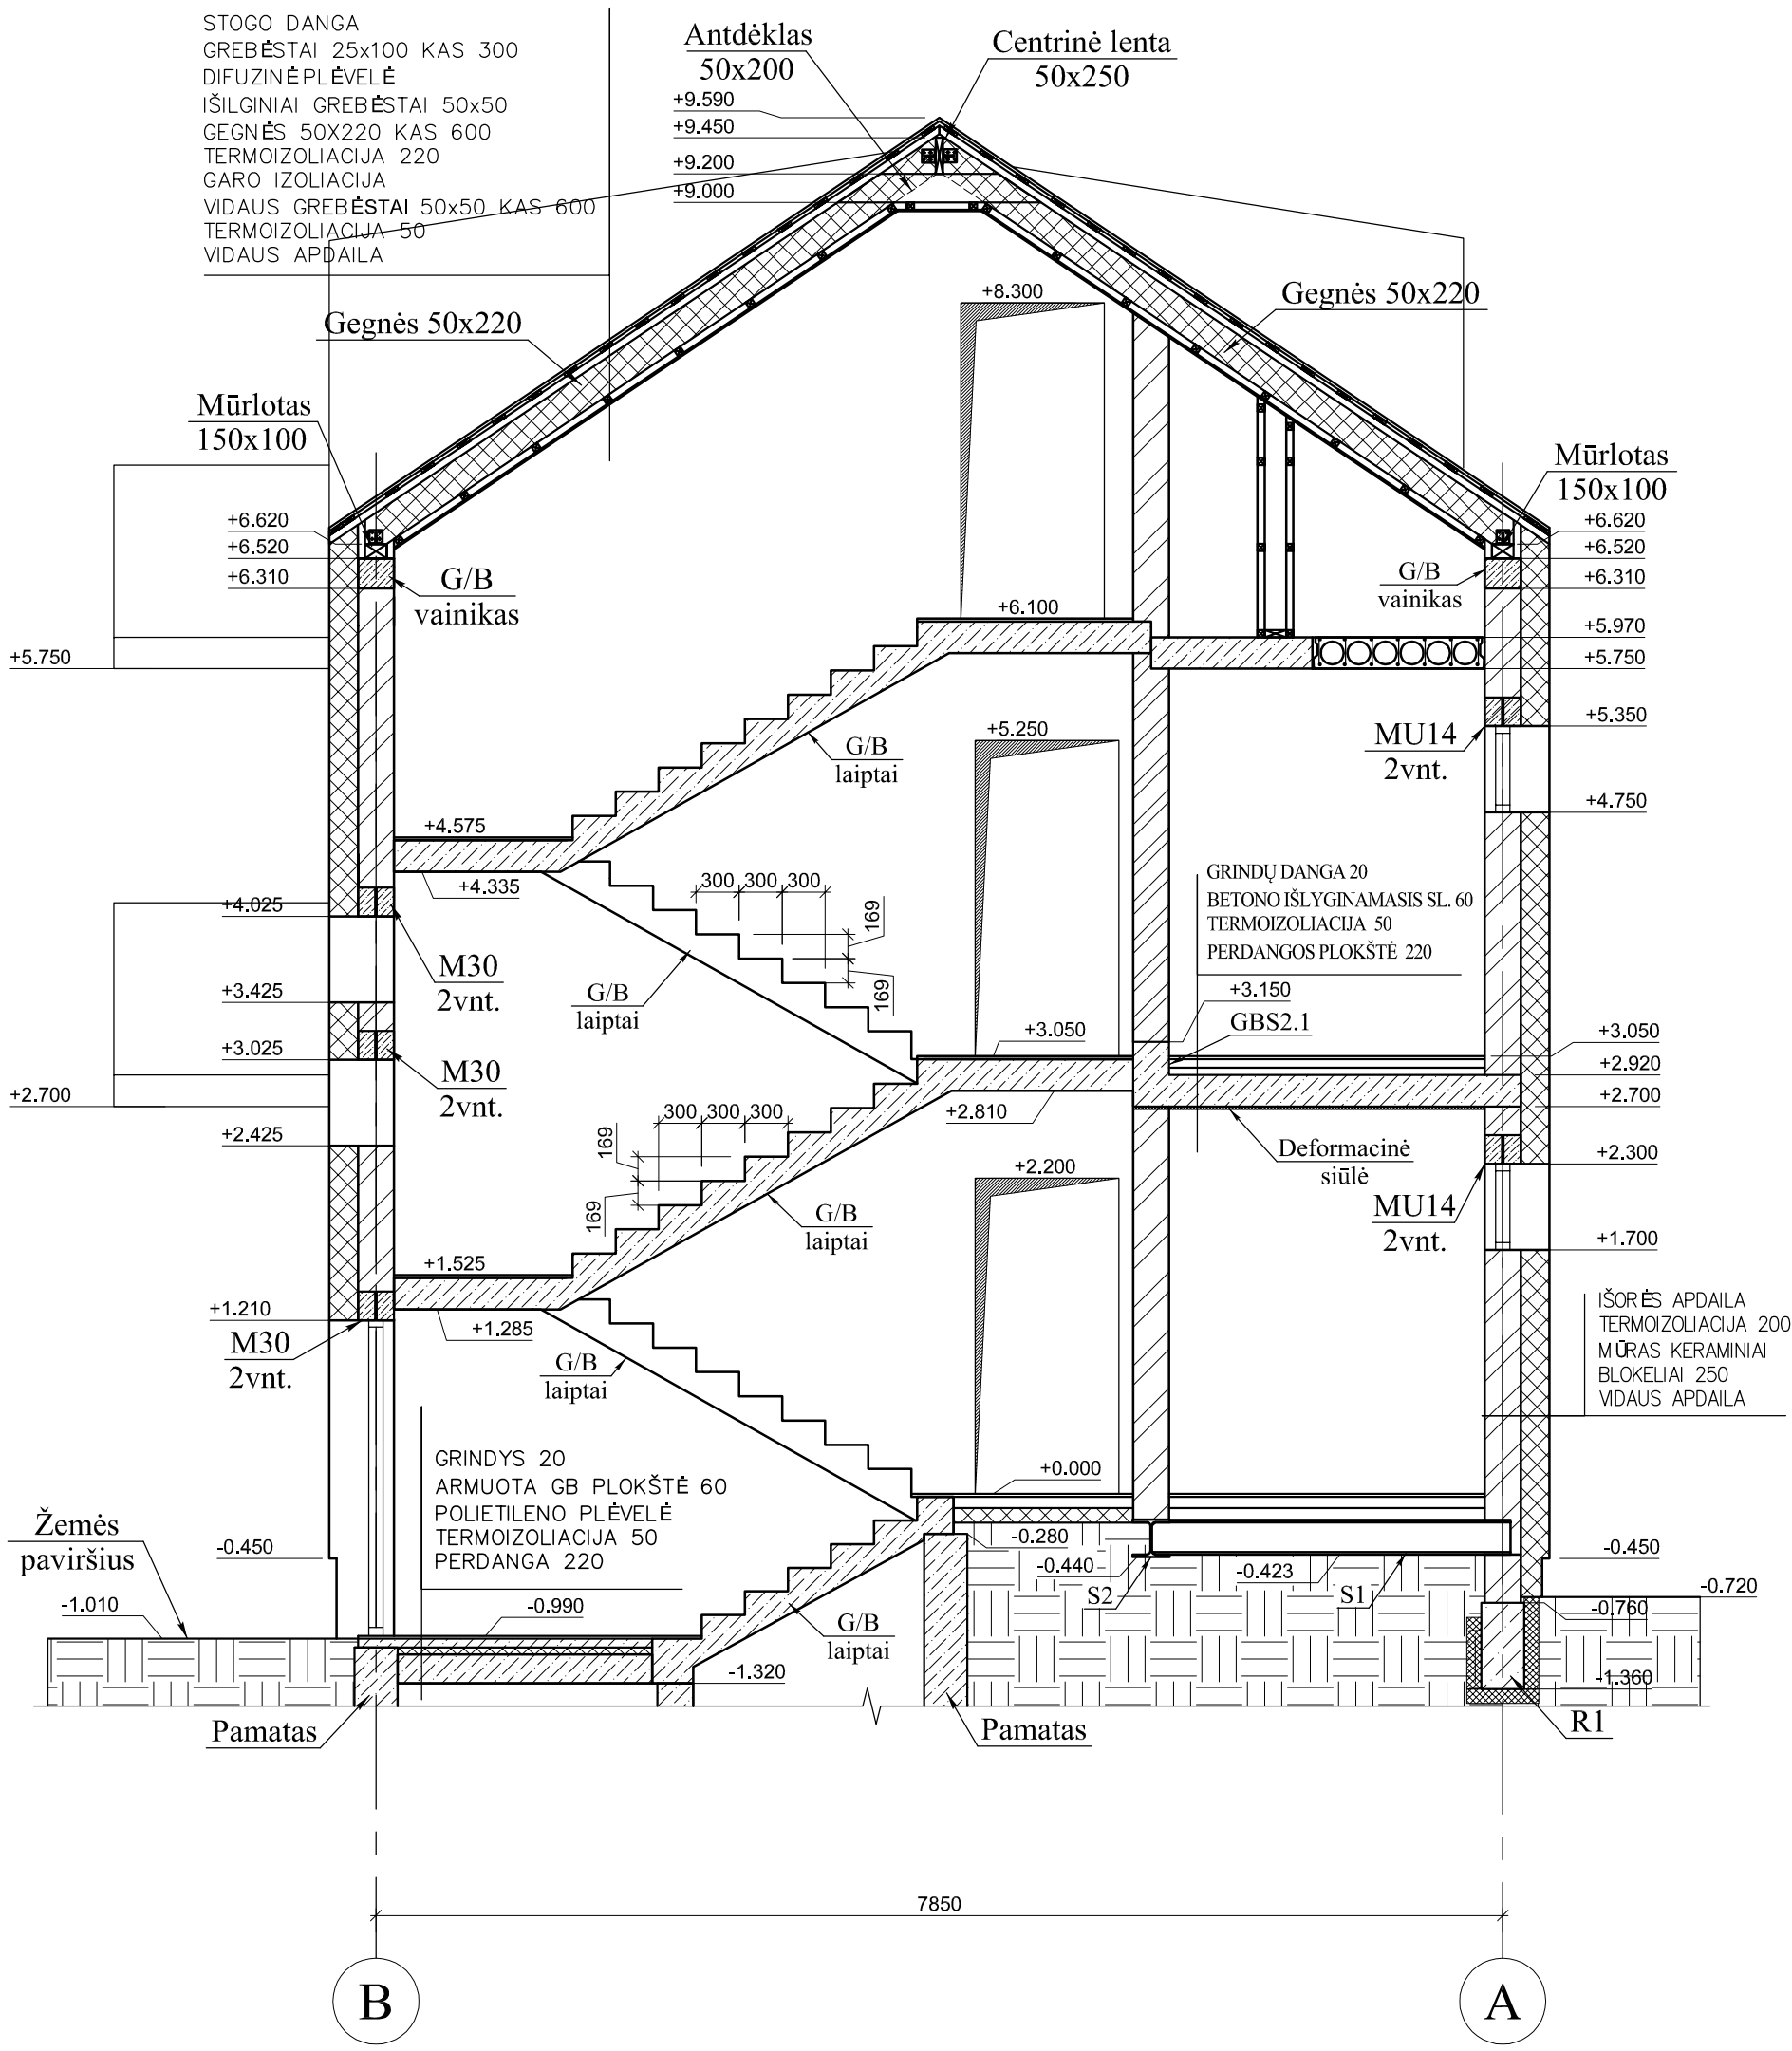 STOGO DANGA
GREBĖSTAI 25x100 KAS 300
DIFUZINĖ PLĖVELĖ
IŠILGINIAI GREBĖSTAI 50x50
GEGNĖS 50X220 KAS 600
TERMOIZOLIACIJA 220
GARO IZOLIACIJA
VIDAUS GREBĖSTAI 50x50 KAS 600
TERMOIZOLIACIJA 50
VIDAUS APDAILA
Antdėklas
50x200
Centrinė lenta
50x250
+9.590
+9.450
+9.200
+9.000
Gegnės 50x220
Gegnės 50x220
+8.300
Mūrlotas
150x100
Mūrlotas
150x100
+6.620
+6.520
+6.310
G/B
vainikas
+6.620
+6.520
+6.310
G/B
vainikas
+6.100
+5.970
+5.750
+5.750
+5.350
MU14
2vnt.
+5.250
G/B
laiptai
+4.750
+4.575
+4.335
300 300 300
169
169
GRINDŲ DANGA 20
BETONO IŠLYGINAMASIS SL. 60
TERMOIZOLIACIJA 50
PERDANGOS PLOKŠTĖ 220
+4.025
M30
2vnt.
G/B
laiptai
+3.425
+3.150
GBS2.1
+3.025
M30
2vnt.
+3.050
+3.050
+2.920
+2.700
+2.700
+2.810
300 300 300
169
169
+2.425
Deformacinė
siūlė
+2.300
MU14
2vnt.
+2.200
G/B
laiptai
+1.700
+1.525
+1.285
+1.210
M30
2vnt.
G/B
laiptai
IŠORĖS APDAILA
TERMOIZOLIACIJA 200
MŪRAS KERAMINIAI
BLOKELIAI 250
VIDAUS APDAILA
GRINDYS 20
ARMUOTA GB PLOKŠTĖ 60
POLIETILENO PLĖVELĖ
TERMOIZOLIACIJA 50
PERDANGA 220
+0.000
Žemės
paviršius
-0.450
-0.280
-0.440
S2
-0.423
S1
-0.450
-0.720
-0.760
-1.010
-0.990
G/B
laiptai
-1.320
-1.360
R1
Pamatas
Pamatas
7850
B
A